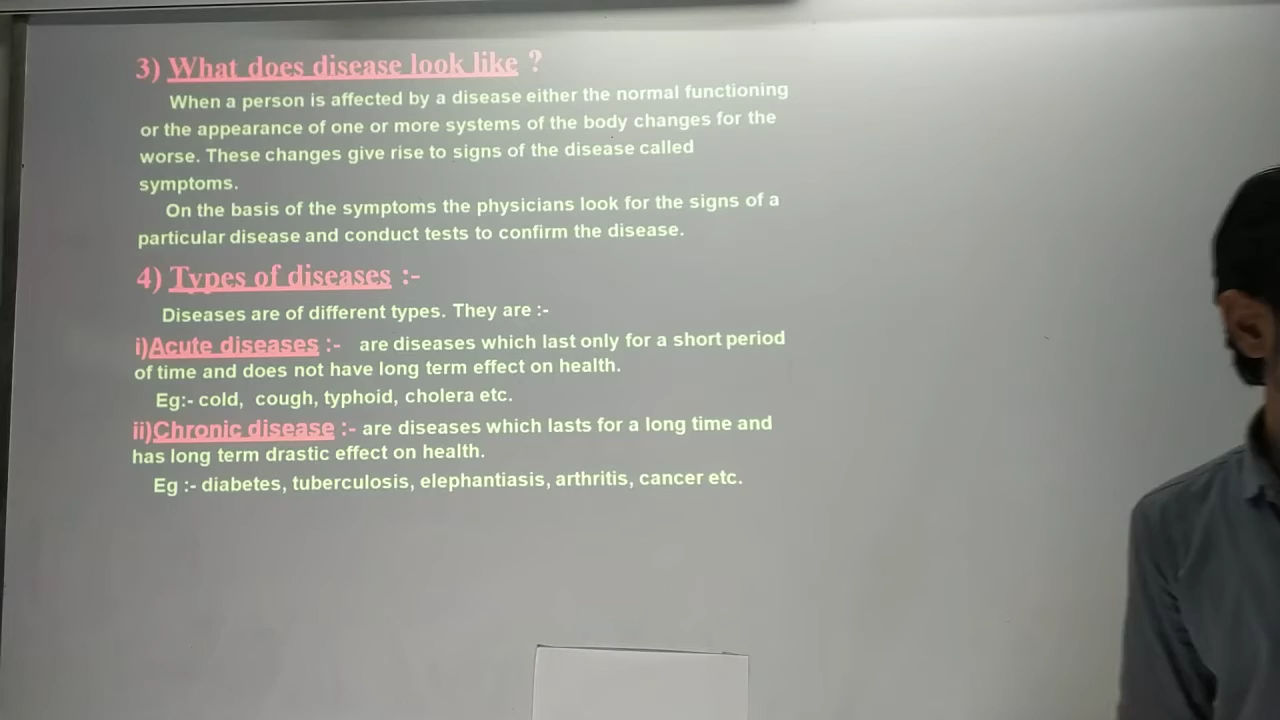 3) What does disease look like ?
When a person is affected by a disease either the normal functioning
or the appearance of one or more systems of the body changes for the
worse. These changes give rise to signs of the disease called
symptoms.
On the basis of the symptoms the physicians look for the signs of a
particular disease and conduct tests to confirm the disease.
4) Types of diseases :-
Diseases are of different types. They are :-
i)Acute diseases :- are diseases which last only for a short period
of time and does not have long term effect on health.
Eg:- cold, cough, typhoid, cholera etc.
ii)Chronic disease :- are diseases which lasts for a long time and
has long term drastic effect on health.
Eg :- diabetes, tuberculosis, elephantiasis, arthritis, cancer etc.